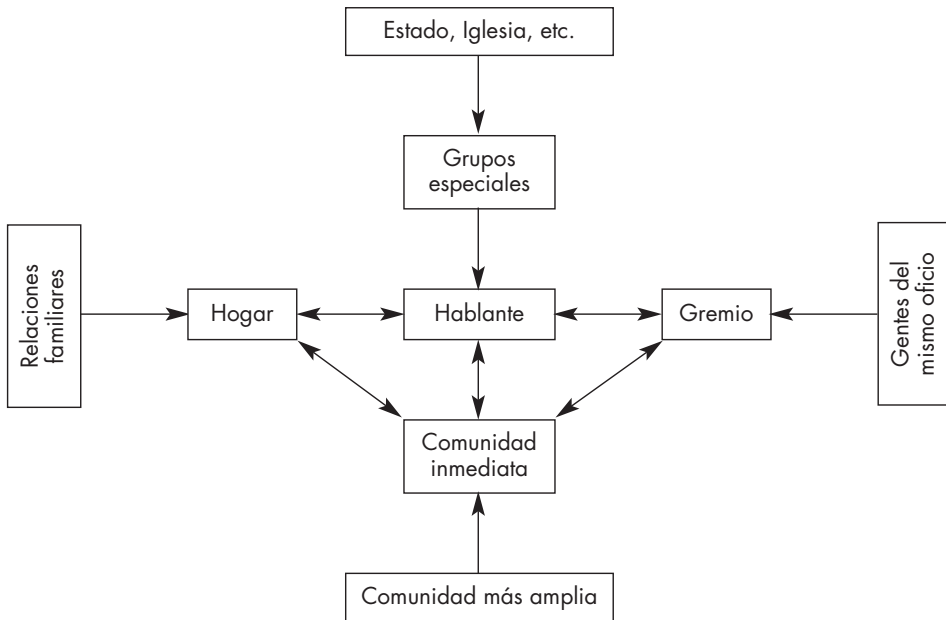 Estado, Iglesia, etc.
Grupos
especiales
Relaciones
familiares
Hogar
Hablante
Gremio
Gentes del
mismo oficio
Comunidad
inmediata
Comunidad más amplia